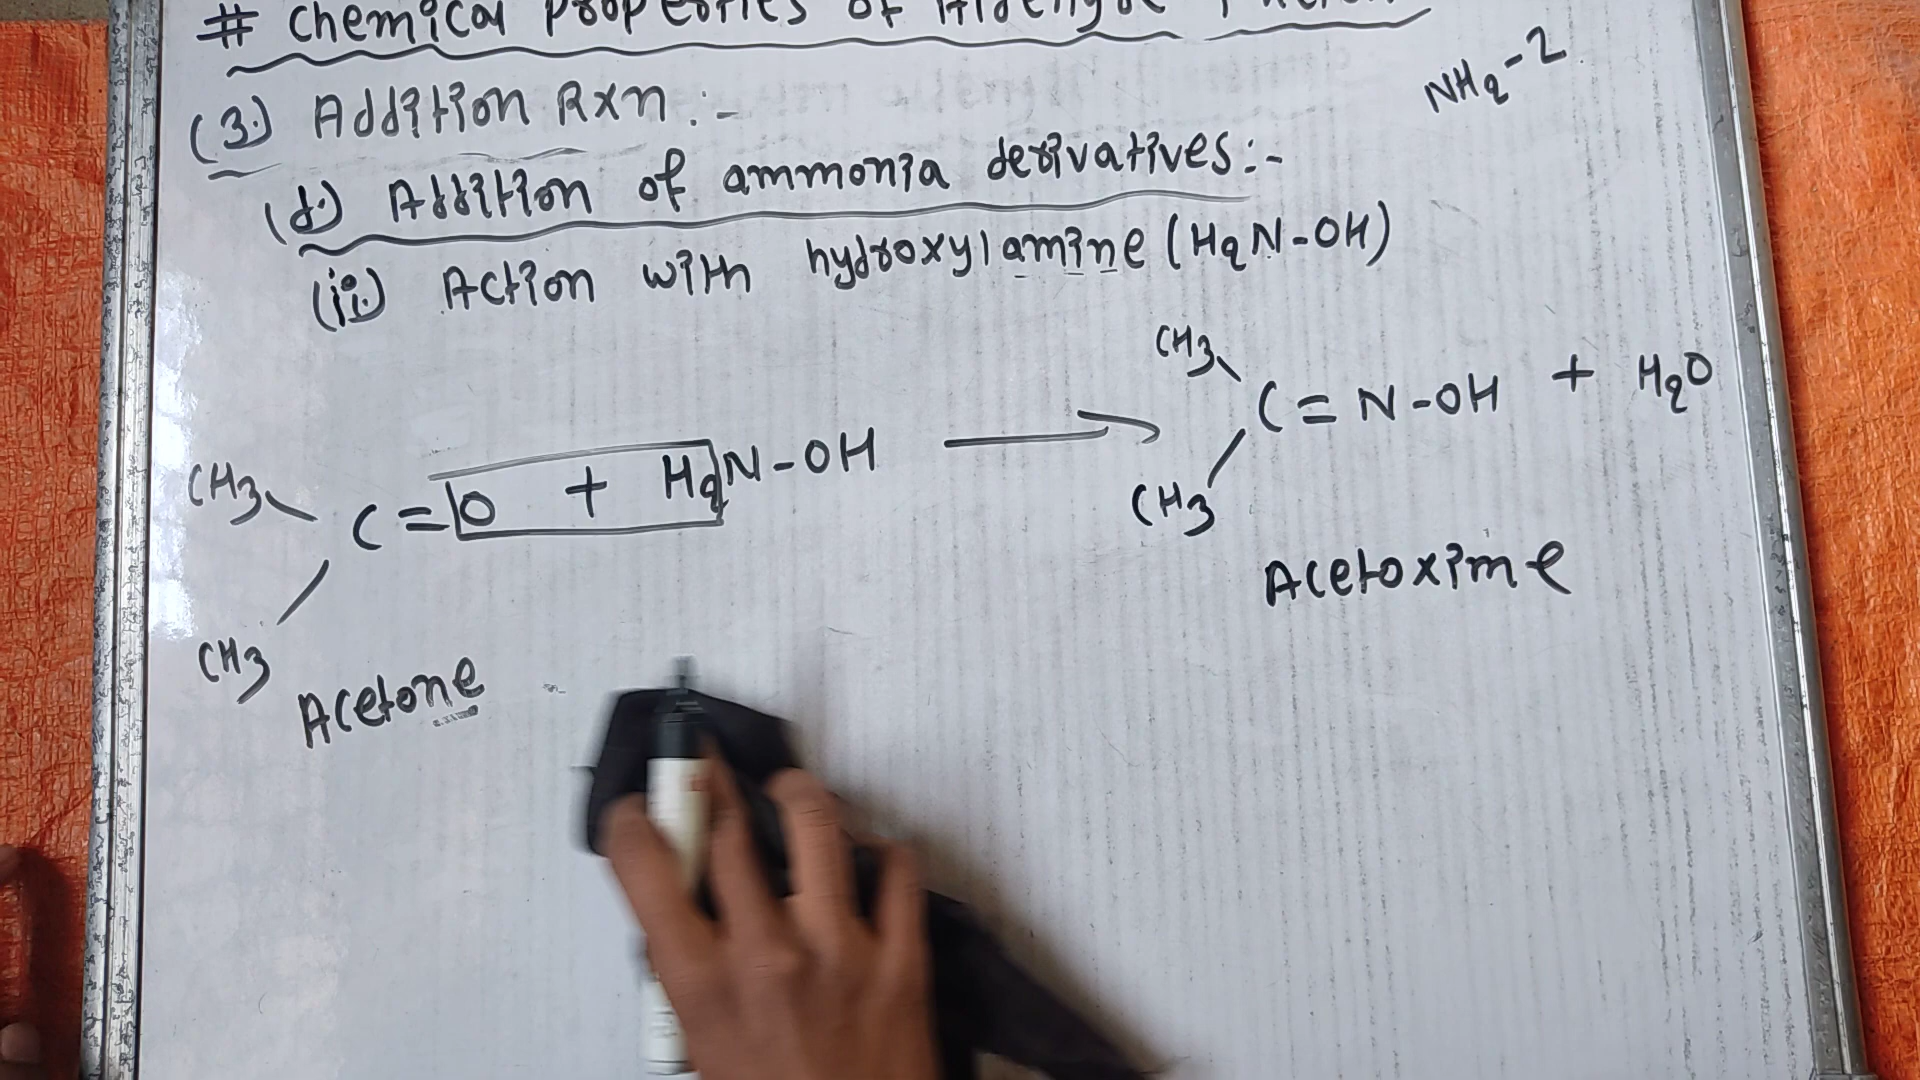 # Chemical Properties of Aldehyde
NH2-Z
(3.) Addition Rxn :-
(d.) Addition of ammonia derivatives:-
(ii.) Action with hydroxylamine (H2N-OH)
CH3
C = O + H2N-OH → C = N-OH + H2O
CH3
CH3
CH3
Acetoxime
Acetone